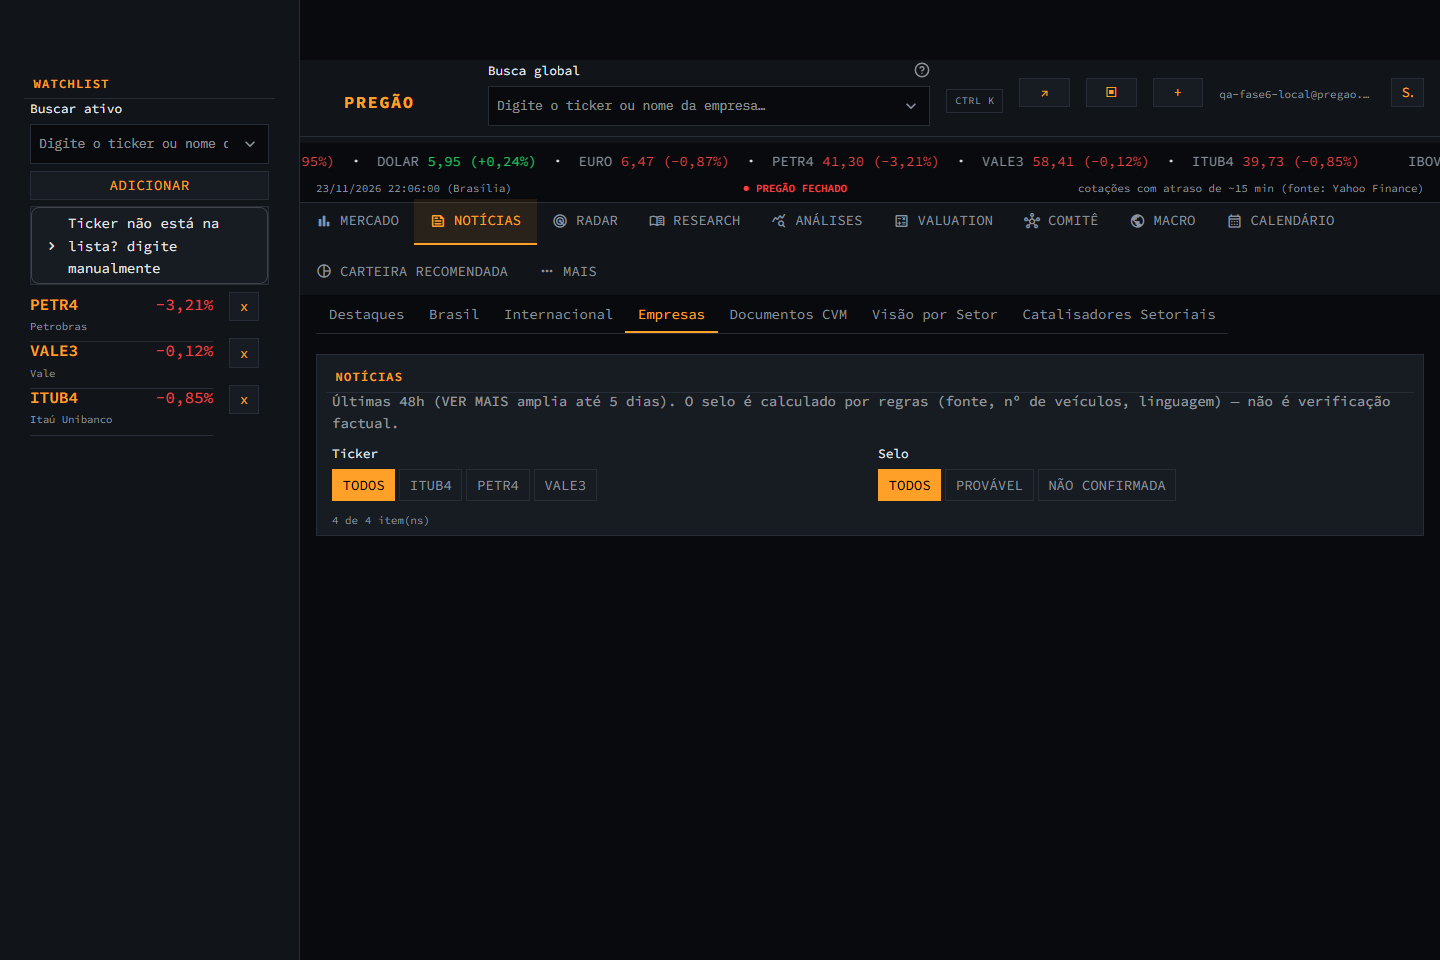 WATCHLIST
Buscar ativo
Digite o ticker ou nome d
ADICIONAR
Ticker não está na
lista? digite
manualmente
PETR4 -3,21% x
Petrobras
VALE3 -0,12% x
Vale
ITUB4 -0,85% x
Itaú Unibanco
PREGÃO
Busca global
Digite o ticker ou nome da empresa…
CTRL K
+
qa-fase6-local@pregao.…
S.
95%) • DOLAR 5,95 (+0,24%) • EURO 6,47 (-0,87%) • PETR4 41,30 (-3,21%) • VALE3 58,41 (-0,12%) • ITUB4 39,73 (-0,85%) IBOV
23/11/2026 22:06:00 (Brasília) ● PREGÃO FECHADO cotações com atraso de ~15 min (fonte: Yahoo Finance)
MERCADO NOTÍCIAS RADAR RESEARCH ANÁLISES VALUATION COMITÊ MACRO CALENDÁRIO
CARTEIRA RECOMENDADA MAIS
Destaques Brasil Internacional Empresas Documentos CVM Visão por Setor Catalisadores Setoriais
NOTÍCIAS
Últimas 48h (VER MAIS amplia até 5 dias). O selo é calculado por regras (fonte, nº de veículos, linguagem) — não é verificação
factual.
Ticker
TODOS ITUB4 PETR4 VALE3
Selo
TODOS PROVÁVEL NÃO CONFIRMADA
4 de 4 item(ns)